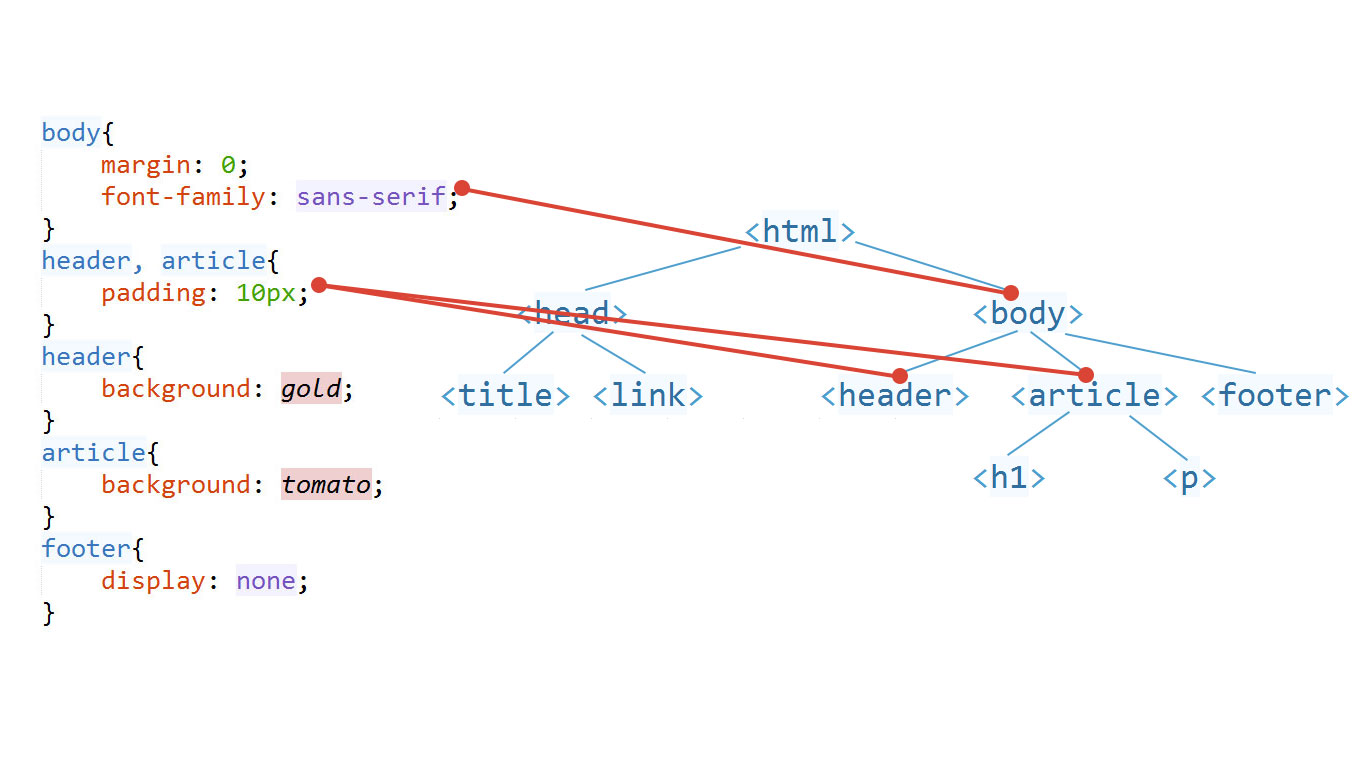 body{
    margin: 0;
    font-family: sans-serif;
}
header, article{
    padding: 10px;
}
header{
    background: gold;
}
article{
    background: tomato;
}
footer{
    display: none;
}
<html>
<head> <body>
<title> <link> <header> <article> <footer>
<h1> <p>